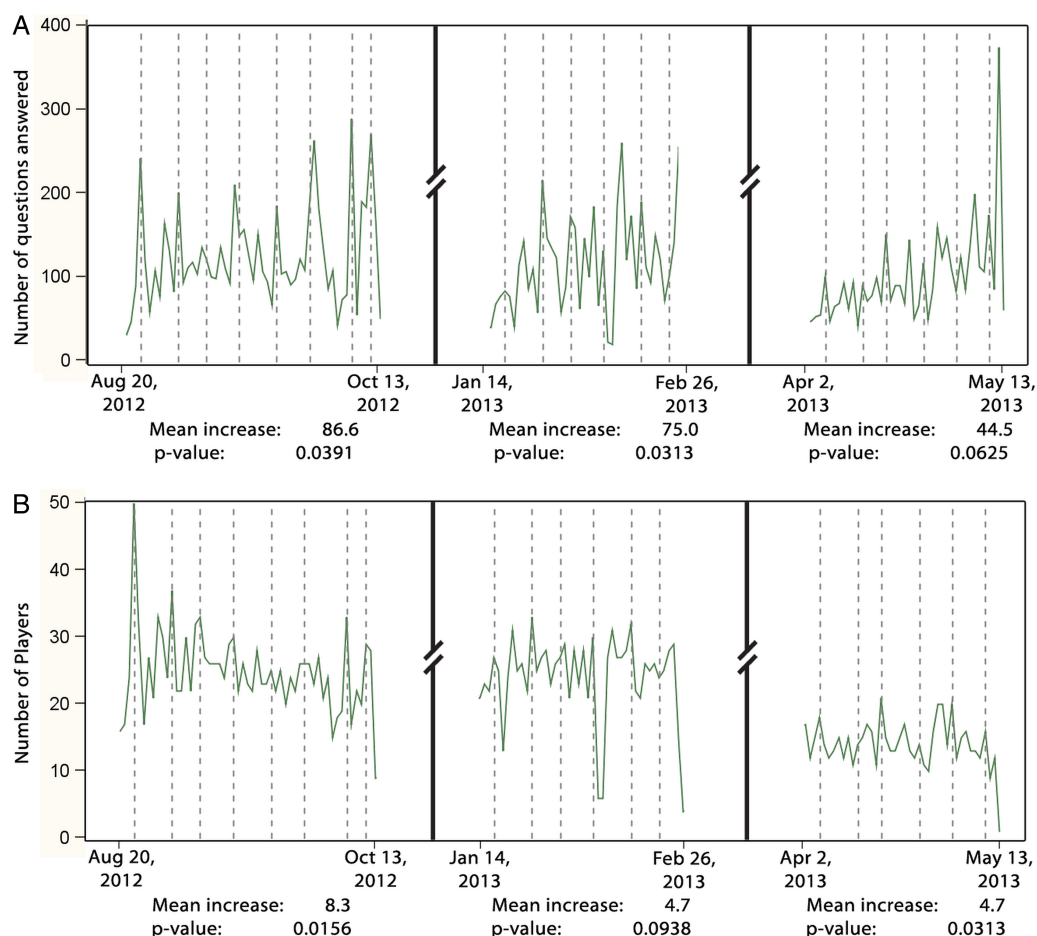 A
Number of questions answered
400
300
200
100
0
Aug 20, 2012
Oct 13, 2012
Jan 14, 2013
Feb 26, 2013
Apr 2, 2013
May 13, 2013
Mean increase: 86.6
p-value: 0.0391
Mean increase: 75.0
p-value: 0.0313
Mean increase: 44.5
p-value: 0.0625
B
Number of Players
50
40
30
20
10
0
Aug 20, 2012
Oct 13, 2012
Jan 14, 2013
Feb 26, 2013
Apr 2, 2013
May 13, 2013
Mean increase: 8.3
p-value: 0.0156
Mean increase: 4.7
p-value: 0.0938
Mean increase: 4.7
p-value: 0.0313